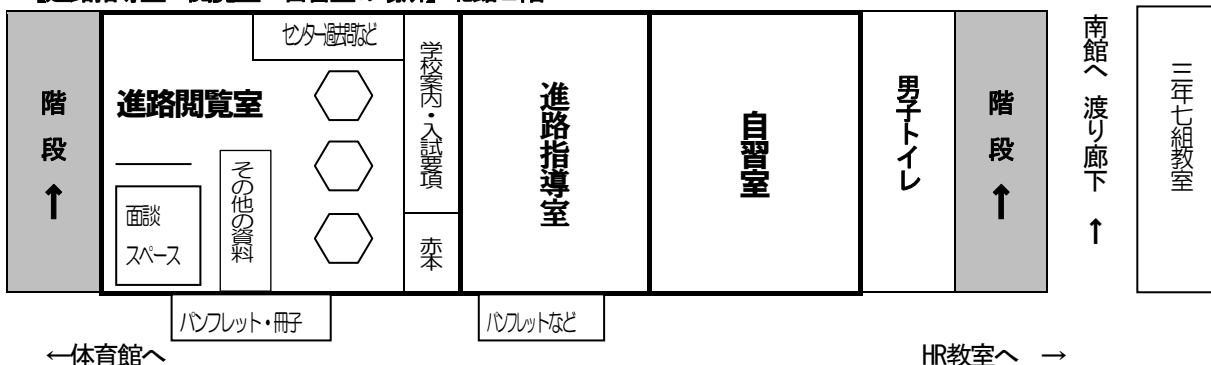 階段↑
進路閲覧室
センター過去問など
学校案内・入試要項
赤本
その他の資料
面談
スペース
進路指導室
自習室
男子トイレ
階段↑
南館へ 渡り廊下 ↑
三年七組教室
パンフレット・冊子
パンフレットなど
←体育館へ
HR教室へ →